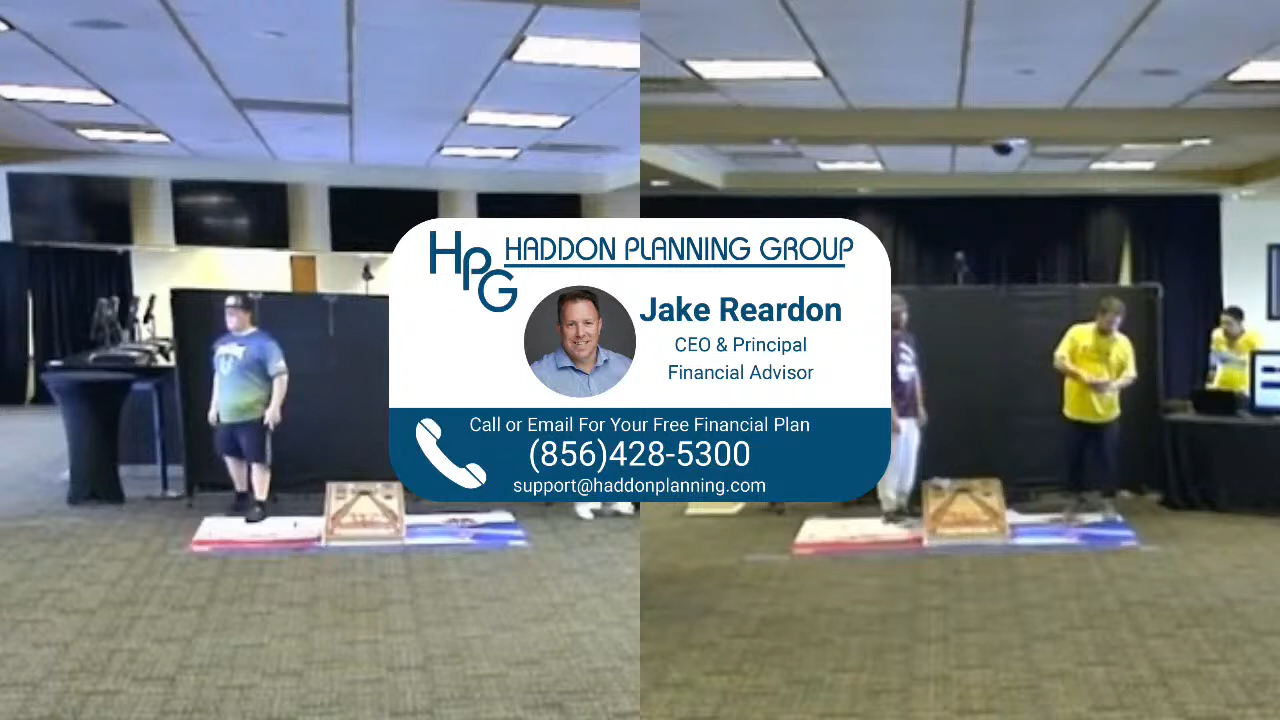 HPG
HADDON PLANNING GROUP
Jake Reardon
CEO & Principal
Financial Advisor
Call or Email For Your Free Financial Plan
(856)428-5300
support@haddonplanning.com